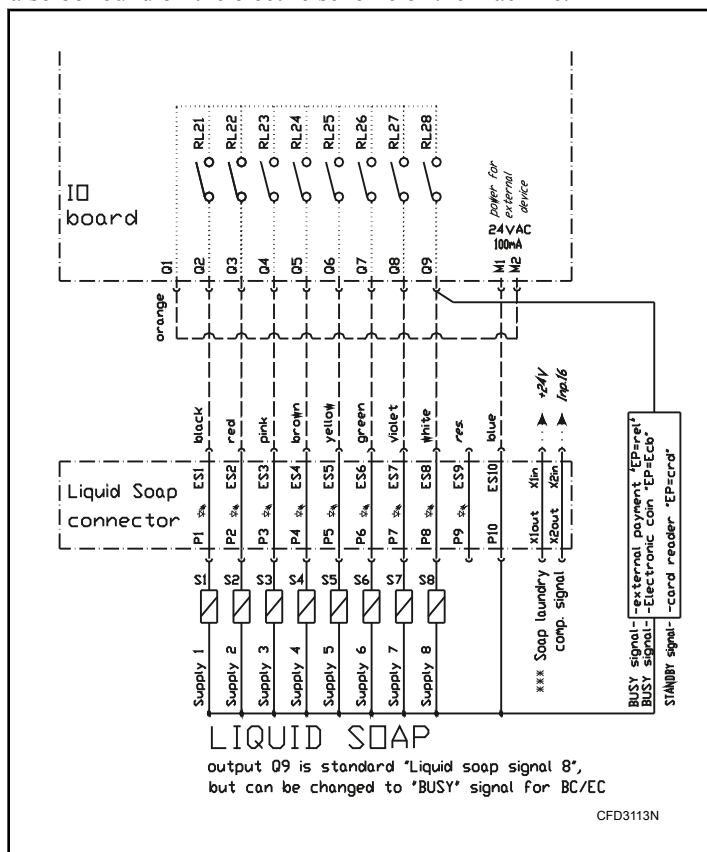 RL21 RL22 RL23 RL24 RL25 RL26 RL27 RL28
IO
board
power for
external
device
24VAC
100mA
Q1 Q2 Q3 Q4 Q5 Q6 Q7 Q8 Q9 M1 M2
orange
black red pink brown yellow green violet white res. blue
+24V
Inp.16
Liquid Soap
connector
ES1 ES2 ES3 ES4 ES5 ES6 ES7 ES8 ES9 ES10 X1in X2in
P1 P2 P3 P4 P5 P6 P7 P8 P9 P10 X1out X2out
S1 S2 S3 S4 S5 S6 S7 S8
Supply 1 Supply 2 Supply 3 Supply 4 Supply 5 Supply 6 Supply 7 Supply 8
*** Soap laundry
comp. signal
BUSY signal- -external payment "EP=rel"
BUSY signal- -Electronic coin "EP=Ecb"
STANDBY signal- -card reader "EP=crd"
LIQUID SOAP
output Q9 is standard "Liquid soap signal 8",
but can be changed to "BUSY" signal for BC/EC
CFD3113N